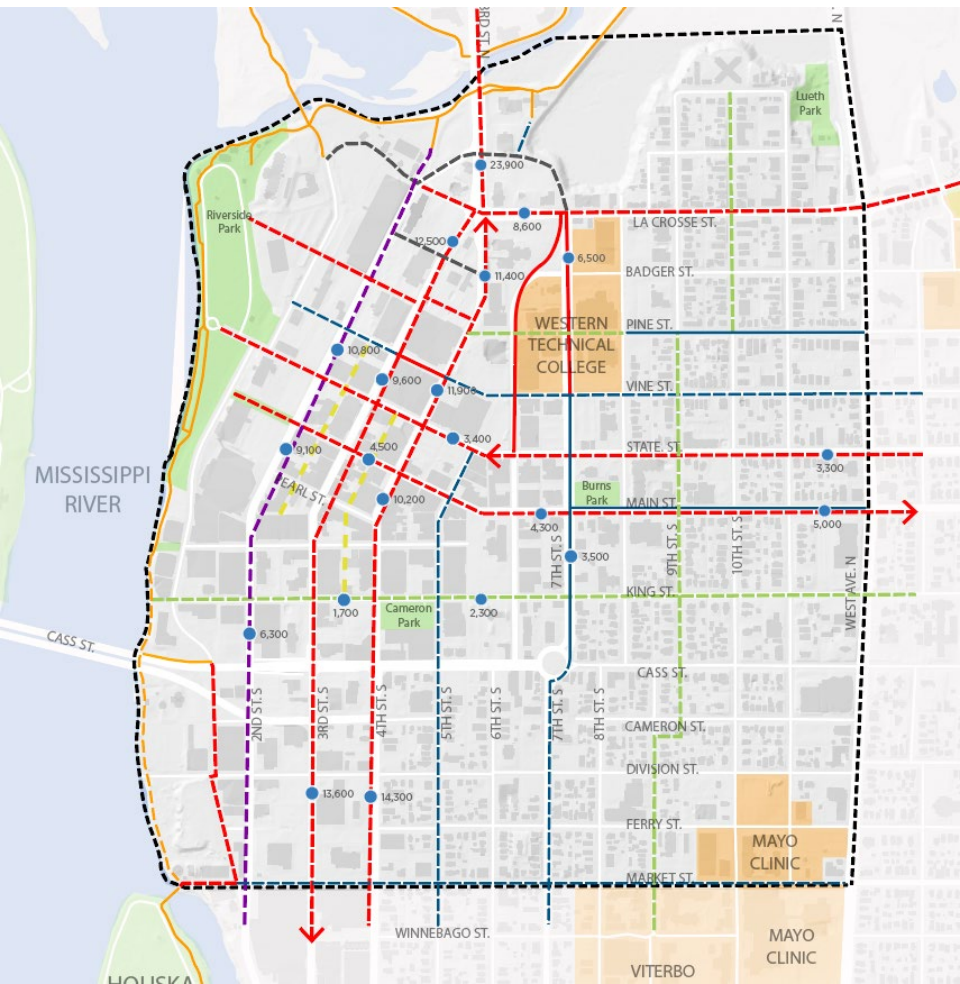 3RD ST. N
N
Lueth
Park
23,900
Riverside
Park
8,600
LA CROSSE ST.
12,500
6,500
11,400
BADGER ST.
WESTERN
TECHNICAL
COLLEGE
PINE ST.
10,800
9,600
11,900
VINE ST.
3,400
STATE. ST.
9,100
4,500
3,300
MISSISSIPPI
RIVER
EARL ST.
10,200
Burns
Park
MAIN ST.
4,300
5,000
7TH ST. S
9TH ST. S
10TH ST. S
3,500
WEST AVE. N
KING ST.
1,700
Cameron
Park
2,300
6,300
CASS ST.
CASS ST.
2ND ST. S
3RD ST. S
4TH ST. S
5TH ST. S
6TH ST. S
7TH ST. S
8TH ST. S
CAMERON ST.
DIVISION ST.
13,600
14,300
FERRY ST.
MAYO
CLINIC
MARKET ST.
WINNEBAGO ST.
MAYO
CLINIC
VITERBO
HOUSKA